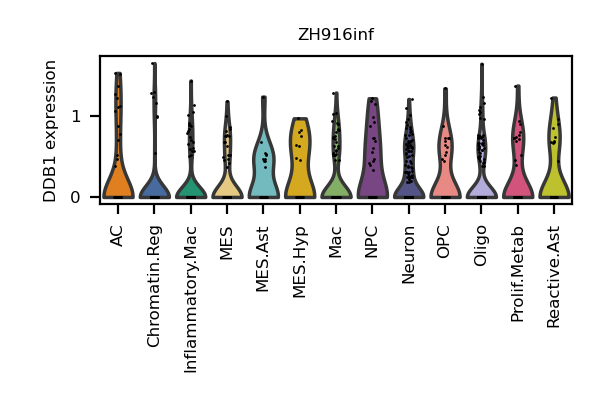 ZH916inf
DDB1 expression
1
0
AC
Chromatin.Reg
Inflammatory.Mac
MES
MES.Ast
MES.Hyp
Mac
NPC
Neuron
OPC
Oligo
Prolif.Metab
Reactive.Ast